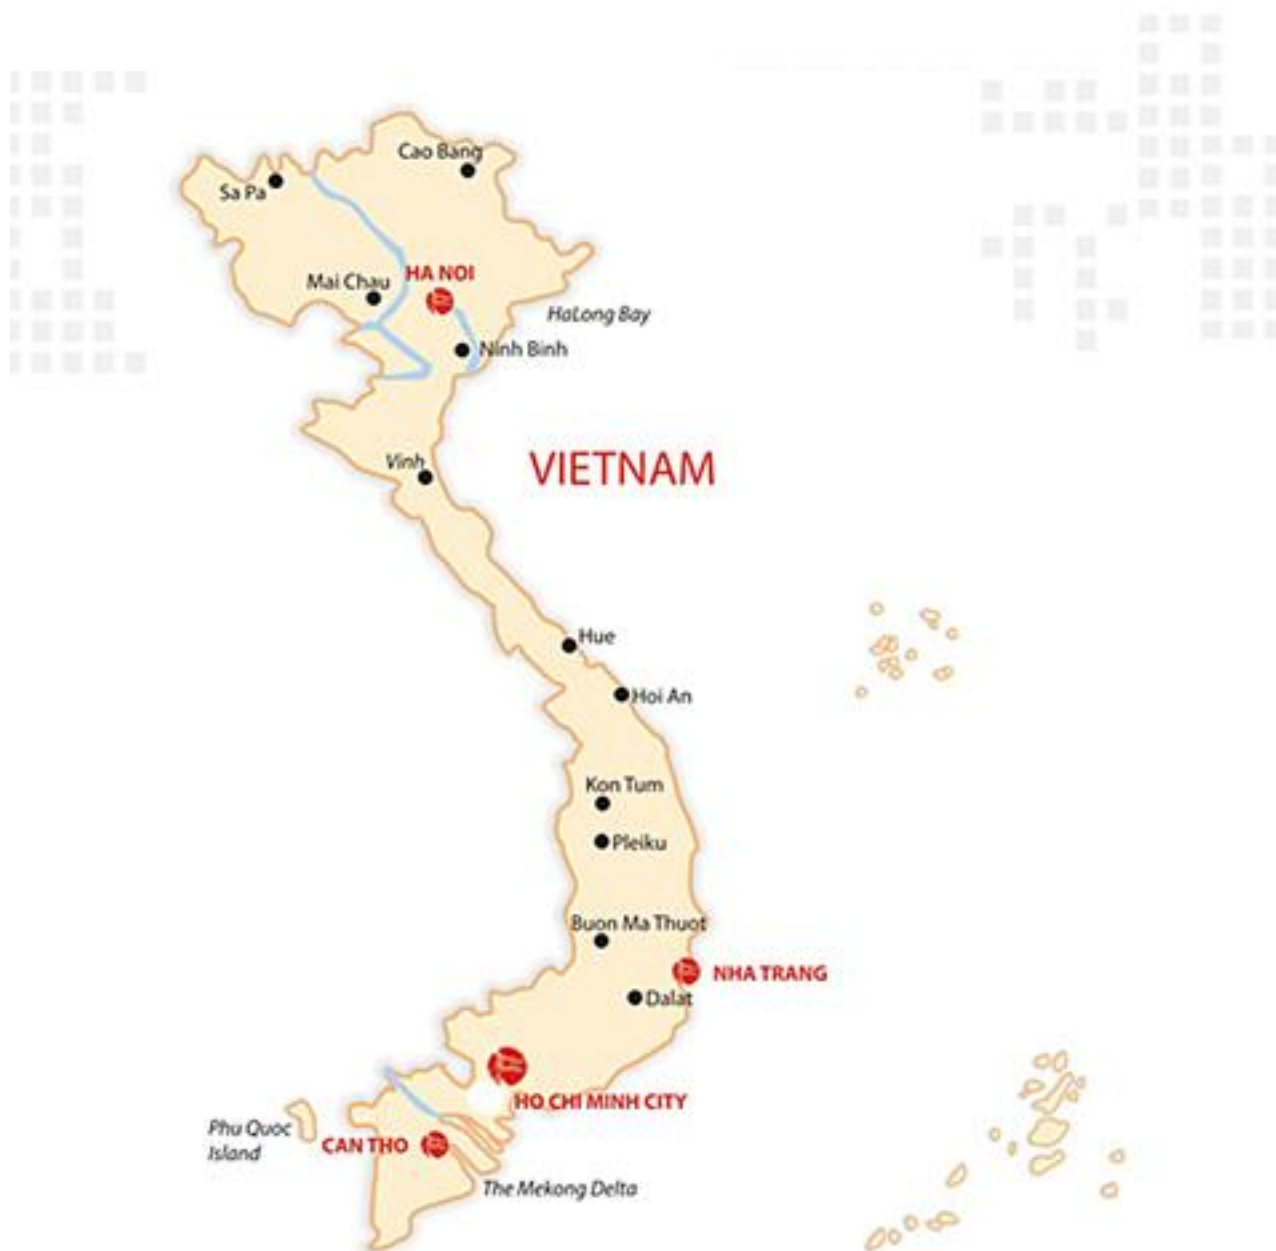 Cao Bang
Sa Pa
HA NOI
Mai Chau
HaLong Bay
Ninh Binh
VIETNAM
Vinh
Hue
Hoi An
Kon Tum
Pleiku
Buon Ma Thuot
NHA TRANG
Dalat
HO CHI MINH CITY
Phu Quoc
Island
CAN THO
The Mekong Delta